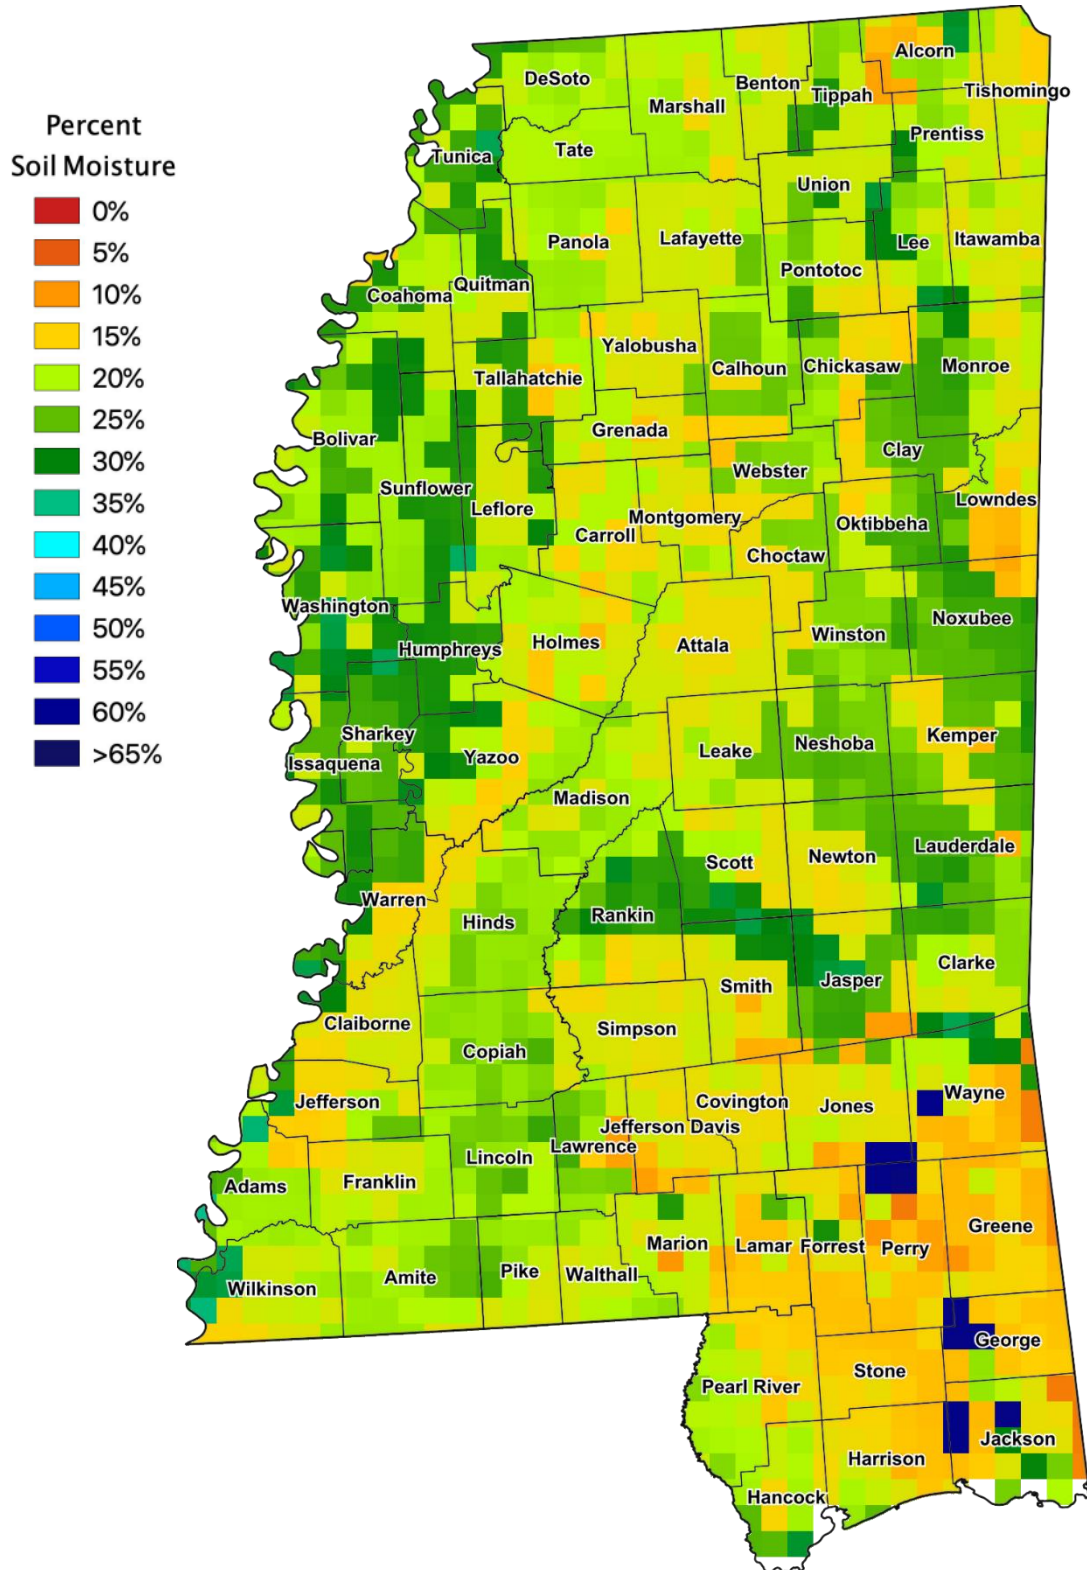 Percent
Soil Moisture
0%
5%
10%
15%
20%
25%
30%
35%
40%
45%
50%
55%
60%
>65%
Alcorn
DeSoto
Benton
Tippah
Tishomingo
Marshall
Prentiss
Tunica
Tate
Union
Panola
Lafayette
Lee
Itawamba
Pontotoc
Quitman
Coahoma
Yalobusha
Calhoun
Chickasaw
Monroe
Tallahatchie
Grenada
Bolivar
Clay
Webster
Sunflower
Leflore
Lowndes
Montgomery
Oktibbeha
Carroll
Choctaw
Washington
Noxubee
Winston
Humphreys
Holmes
Attala
Sharkey
Kemper
Neshoba
Leake
Yazoo
Issaquena
Madison
Lauderdale
Newton
Scott
Warren
Rankin
Hinds
Clarke
Jasper
Smith
Claiborne
Simpson
Copiah
Wayne
Jefferson
Covington
Jones
Jefferson Davis
Lawrence
Lincoln
Franklin
Adams
Greene
Marion
Lamar
Forrest
Perry
Pike
Walthall
Amite
Wilkinson
George
Stone
Pearl River
Jackson
Harrison
Hancock